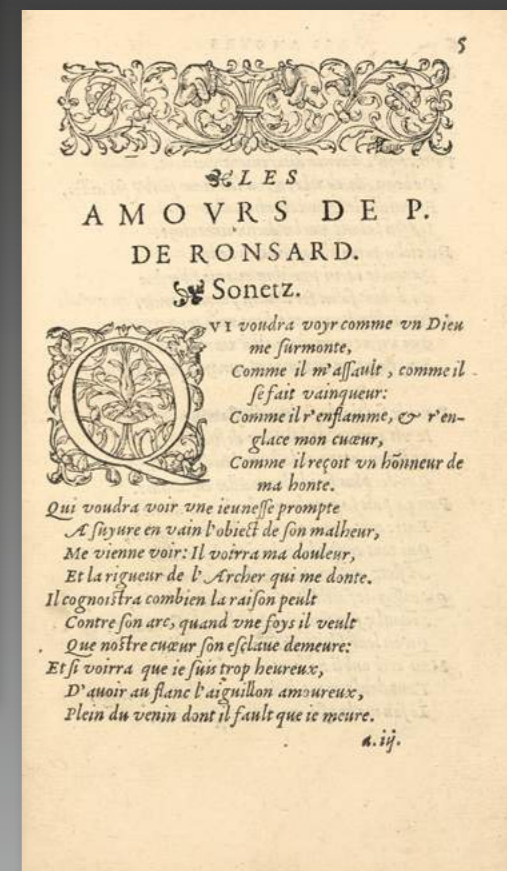 5
❧LES
AMOVRS DE P.
DE RONSARD.
❧ Sonetz.
QVI voudra voyr comme vn Dieu
me ſurmonte,
Comme il m'aſſault, comme il
ſe fait vainqueur:
Comme il r'enflamme, & r'en-
glace mon cuœur,
Comme il reçoit vn hõnneur de
ma honte.
Qui voudra voir vne ieuneſſe prompte
A ſuyure en vain l'obiect de ſon malheur,
Me vienne voir: Il voirra ma douleur,
Et la rigueur de l'Archer qui me donte.
Il cognoiſtra combien la raiſon peult
Contre ſon arc, quand vne foys il veult
Que noſtre cuœur ſon eſclaue demeure:
Et ſi voirra que ie ſuis trop heureux,
D'auoir au flanc l'aiguillon amoureux,
Plein du venin dont il fault que ie meure.
a.iij.